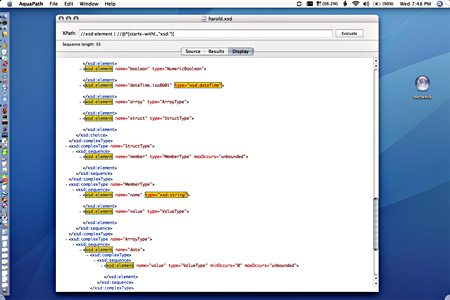 AquaPath File Edit Window Help
(96%) Wed 7:48 PM
harold.xsd
XPath: //xsd:element | //@*[starts-with(.,"xsd:")]
Evaluate
Sequence length: 35
Source Results Display
</xsd:element>
- <xsd:element name="boolean" type="NumericBoolean">
</xsd:element>
- <xsd:element name="dateTime.iso8601" type="xsd:dateTime">
</xsd:element>
- <xsd:element name="array" type="ArrayType">
</xsd:element>
- <xsd:element name="struct" type="StructType">
</xsd:element>
</xsd:choice>
</xsd:complexType>
- <xsd:complexType name="StructType">
- <xsd:sequence>
- <xsd:element name="member" type="MemberType" maxOccurs="unbounded">
</xsd:element>
</xsd:sequence>
</xsd:complexType>
- <xsd:complexType name="MemberType">
- <xsd:sequence>
- <xsd:element name="name" type="xsd:string">
</xsd:element>
- <xsd:element name="value" type="ValueType">
</xsd:element>
</xsd:sequence>
</xsd:complexType>
- <xsd:complexType name="ArrayType">
- <xsd:sequence>
- <xsd:element name="data">
- <xsd:complexType>
- <xsd:sequence>
- <xsd:element name="value" type="ValueType" minOccurs="0" maxOccurs="unbounded">
</xsd:element>
</xsd:sequence>
Network